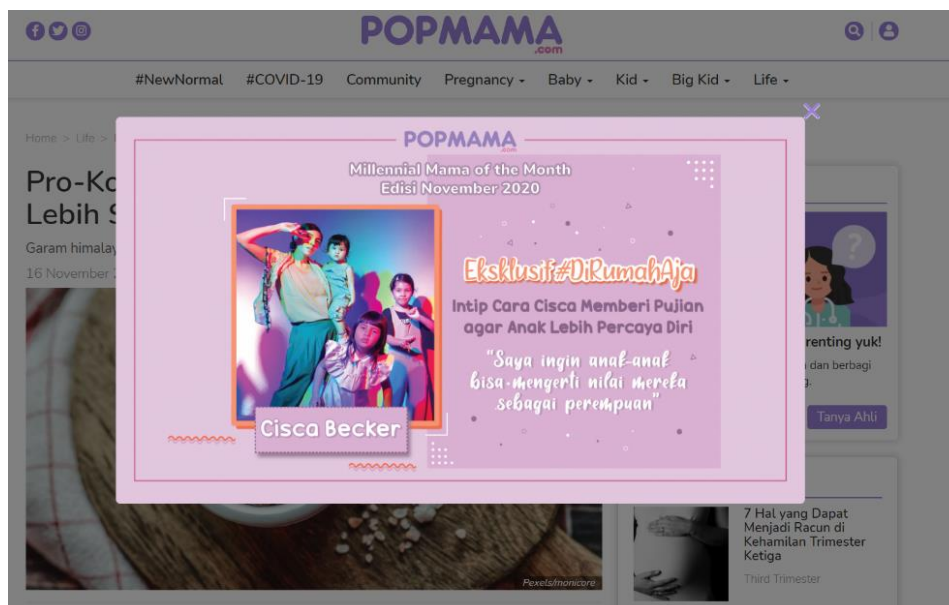 POPMAMA
.com
#NewNormal #COVID-19 Community Pregnancy Baby Kid Big Kid Life
Home > Life >
Pro-Ko
Lebih S
Garam himalay
16 November
POPMAMA
.com
Millennial Mama of the Month
Edisi November 2020
Eksklusif #DiRumahAja
Intip Cara Cisca Memberi Pujian
agar Anak Lebih Percaya Diri
"Saya ingin anak-anak
bisa mengerti nilai mereka
sebagai perempuan"
Cisca Becker
renting yuk!
dan berbagi
Tanya Ahli
7 Hal yang Dapat
Menjadi Racun di
Kehamilan Trimester
Ketiga
Third Trimester
Pexels/monicore